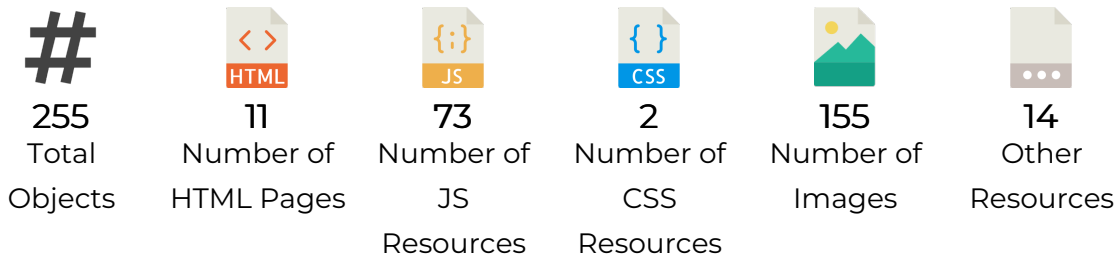 #
< >
HTML
{;}
JS
{ }
CSS
255
Total
Objects
11
Number of
HTML Pages
73
Number of
JS
Resources
2
Number of
CSS
Resources
155
Number of
Images
14
Other
Resources